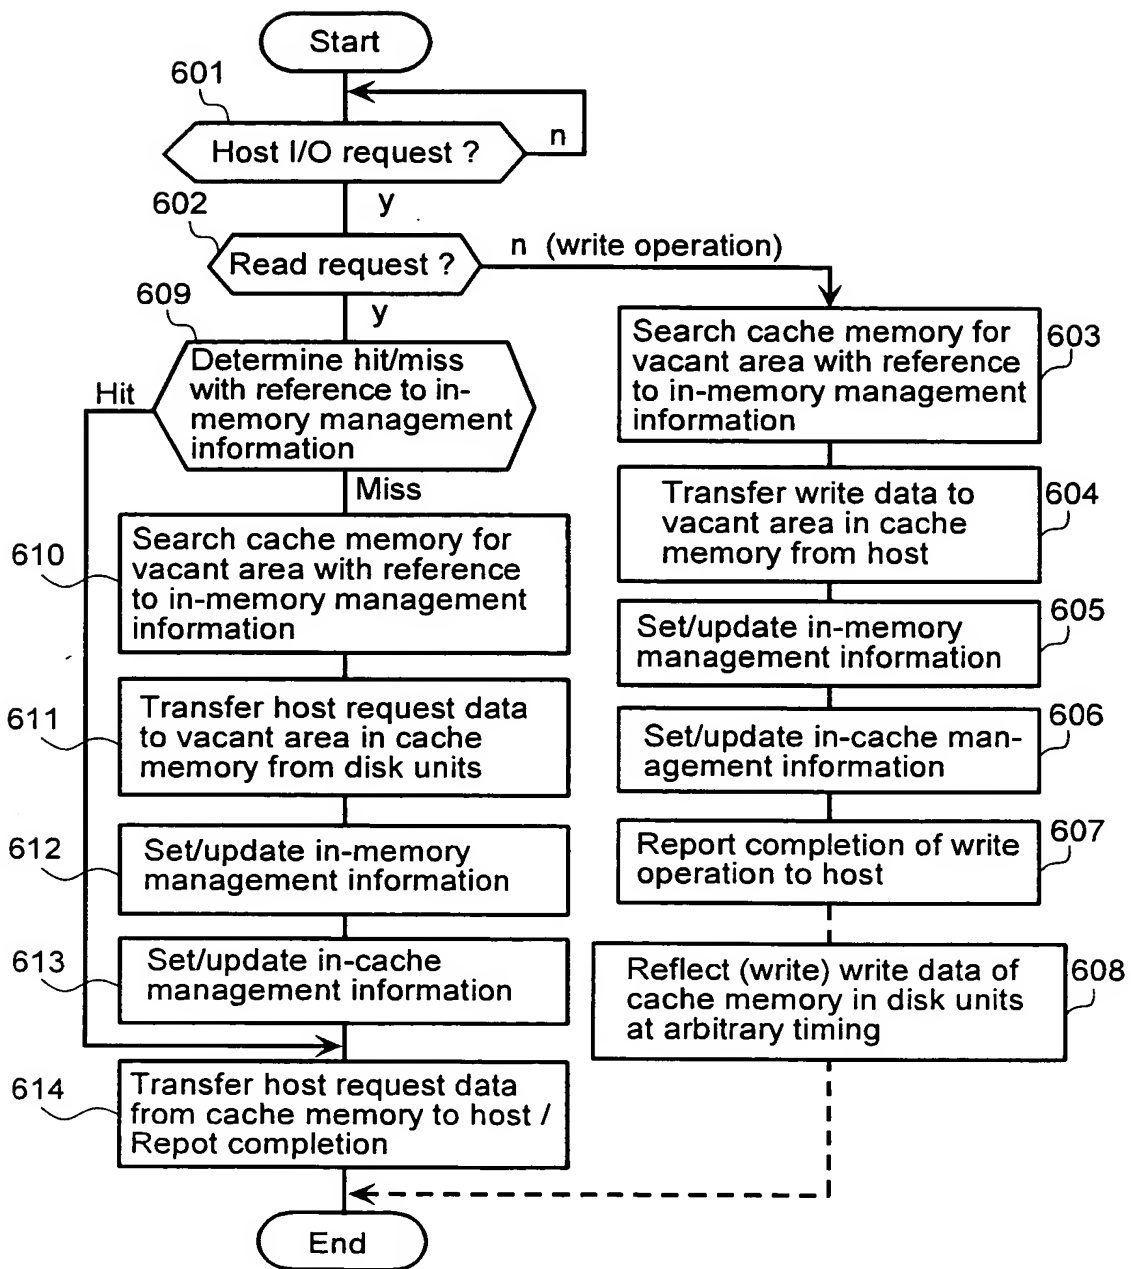 Start
601
Host I/O request ?
n
y
602
Read request ?
n (write operation)
y
609
Determine hit/miss
with reference to in-
memory management
information
Hit
Miss
610
Search cache memory for
vacant area with reference
to in-memory management
information
611
Transfer host request data
to vacant area in cache
memory from disk units
612
Set/update in-memory
management information
613
Set/update in-cache
management information
614
Transfer host request data
from cache memory to host /
Repot completion
End
Search cache memory for
vacant area with reference
to in-memory management
information
603
Transfer write data to
vacant area in cache
memory from host
604
Set/update in-memory
management information
605
Set/update in-cache man-
agement information
606
Report completion of write
operation to host
607
Reflect (write) write data of
cache memory in disk units
at arbitrary timing
608